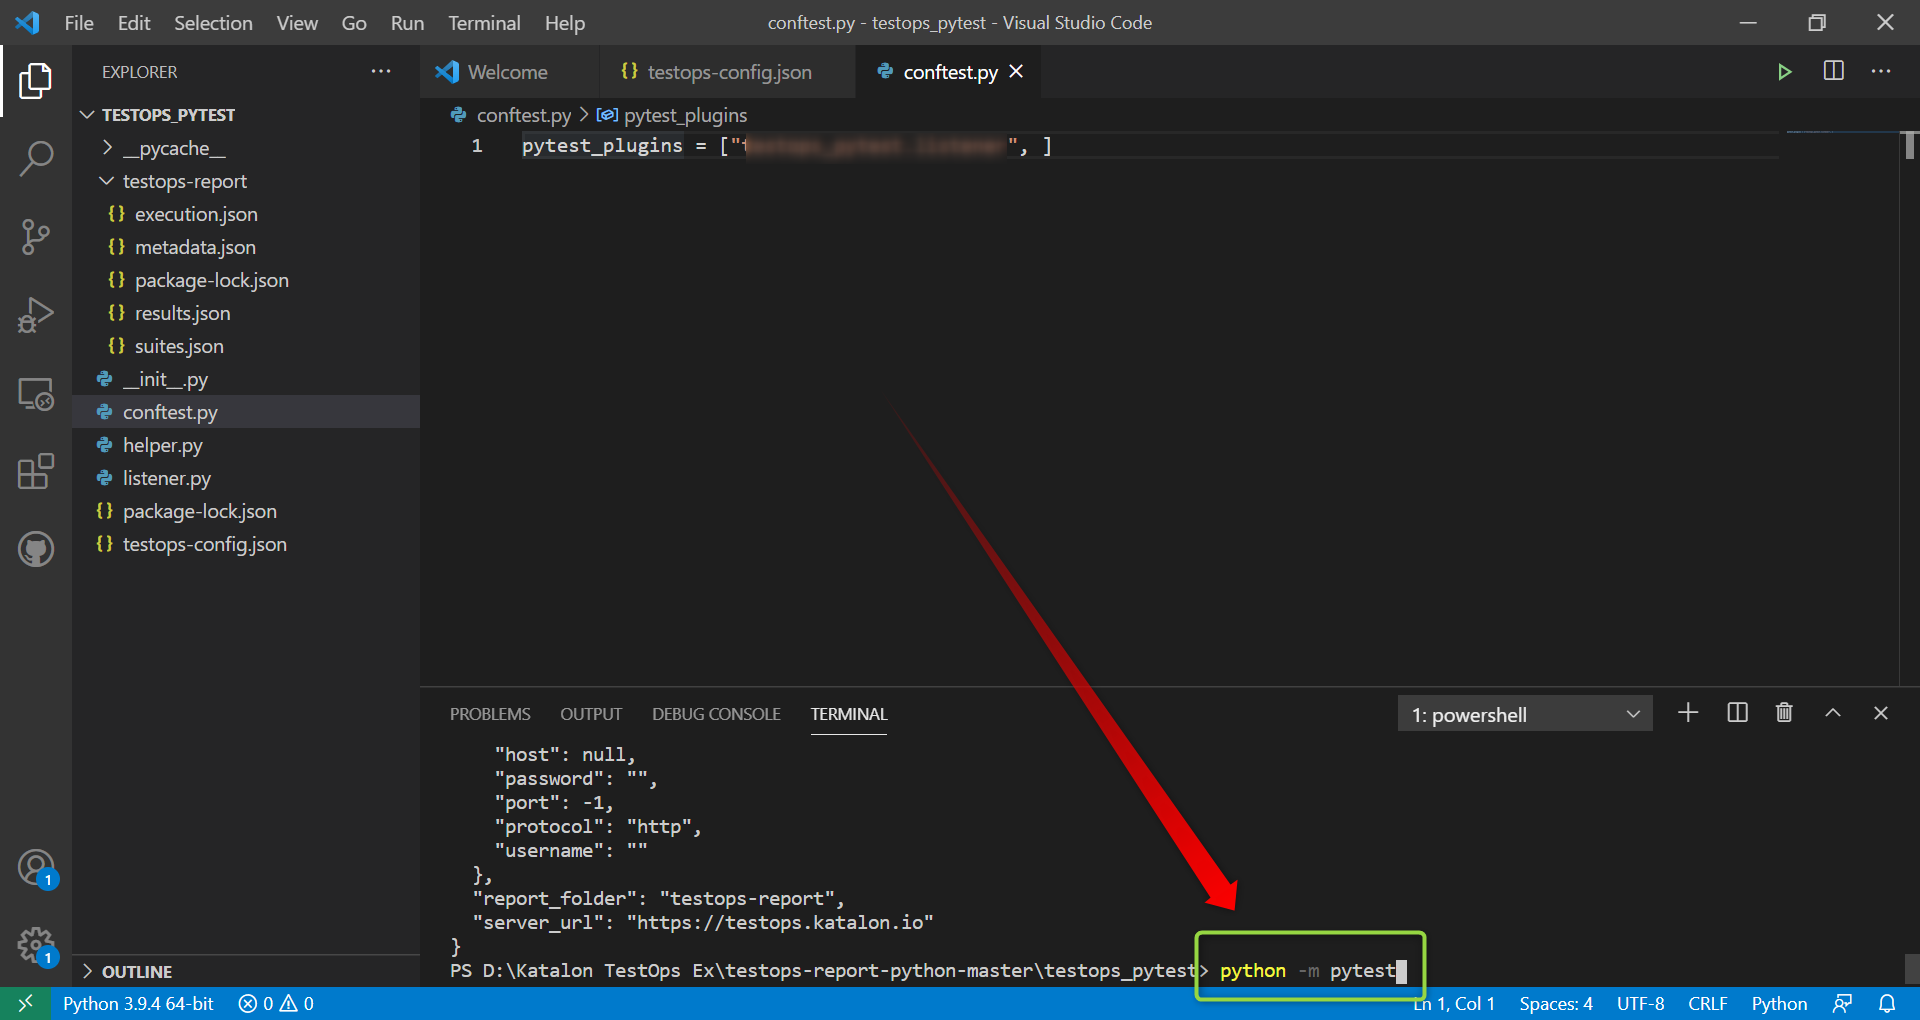 File Edit Selection View Go Run Terminal Help
conftest.py - testops_pytest - Visual Studio Code
EXPLORER
TESTOPS_PYTEST
__pycache__
testops-report
execution.json
metadata.json
package-lock.json
results.json
suites.json
__init__.py
conftest.py
helper.py
listener.py
package-lock.json
testops-config.json
OUTLINE
Welcome
{} testops-config.json
conftest.py
conftest.py > pytest_plugins
1 pytest_plugins = ["testops_pytest.listener", ]
PROBLEMS OUTPUT DEBUG CONSOLE TERMINAL
1: powershell
"host": null,
"password": "",
"port": -1,
"protocol": "http",
"username": ""
},
"report_folder": "testops-report",
"server_url": "https://testops.katalon.io"
}
PS D:\Katalon TestOps Ex\testops-report-python-master\testops_pytest> python -m pytest
1
1
Python 3.9.4 64-bit 0 0 Ln 1, Col 1 Spaces: 4 UTF-8 CRLF Python